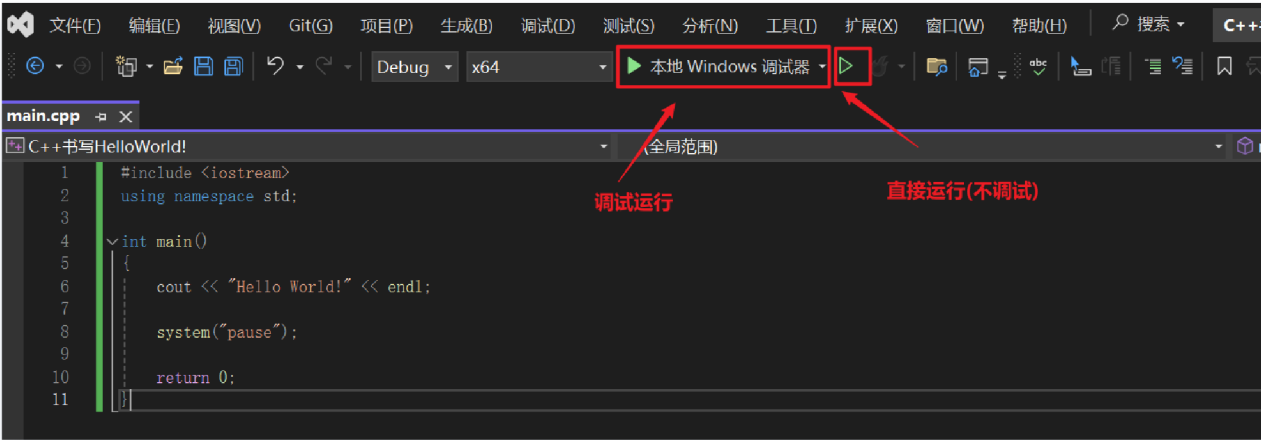 文件(F) 编辑(E) 视图(V) Git(G) 项目(P) 生成(B) 调试(D) 测试(S) 分析(N) 工具(T) 扩展(X) 窗口(W) 帮助(H) 搜索 C++
Debug x64 本地 Windows 调试器 abc
main.cpp
C++书写HelloWorld! (全局范围)
1 #include <iostream>
2 using namespace std;
3
4 int main()
5 {
6 cout << "Hello World!" << endl;
7
8 system("pause");
9
10 return 0;
11 }
调试运行
直接运行(不调试)